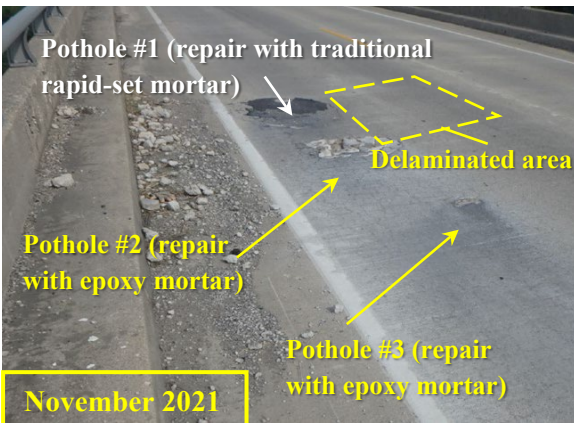 Pothole #1 (repair with traditional
rapid-set mortar)
Delaminated area
Pothole #2 (repair
with epoxy mortar)
Pothole #3 (repair
with epoxy mortar)
November 2021